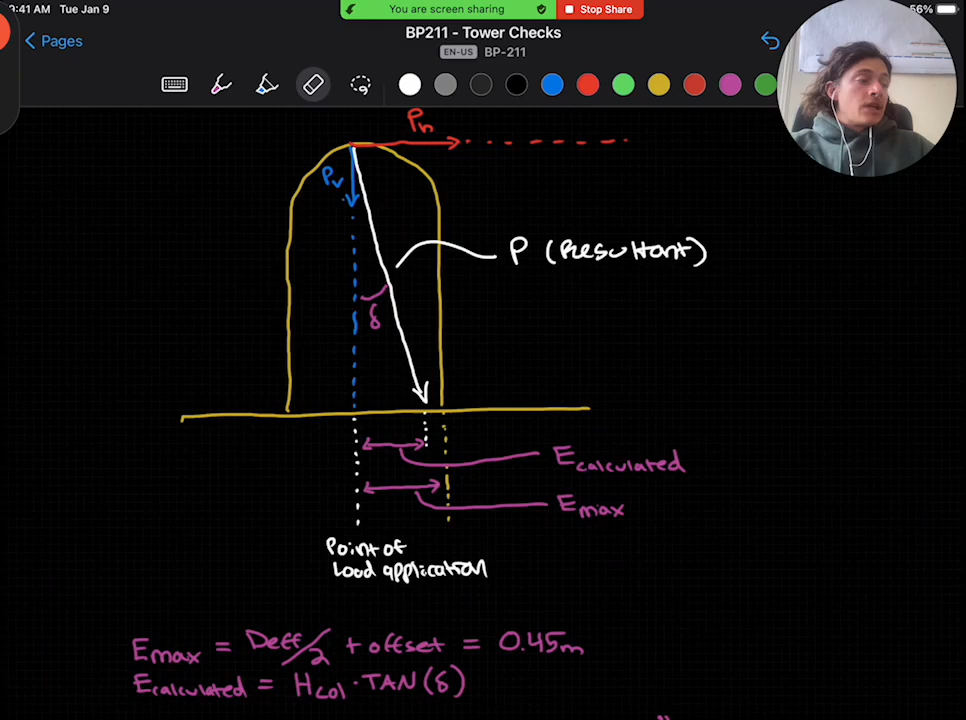 9:41 AM Tue Jan 9
You are screen sharing
Stop Share
56%
Pages
BP211 - Tower Checks
EN-US BP-211
Ph
Pv
P (Resultant)
δ
Ecalculated
Emax
Point of
Load application
Emax = Deff/2 + offset = 0.45m
Ecalculated = Hcol · TAN(δ)